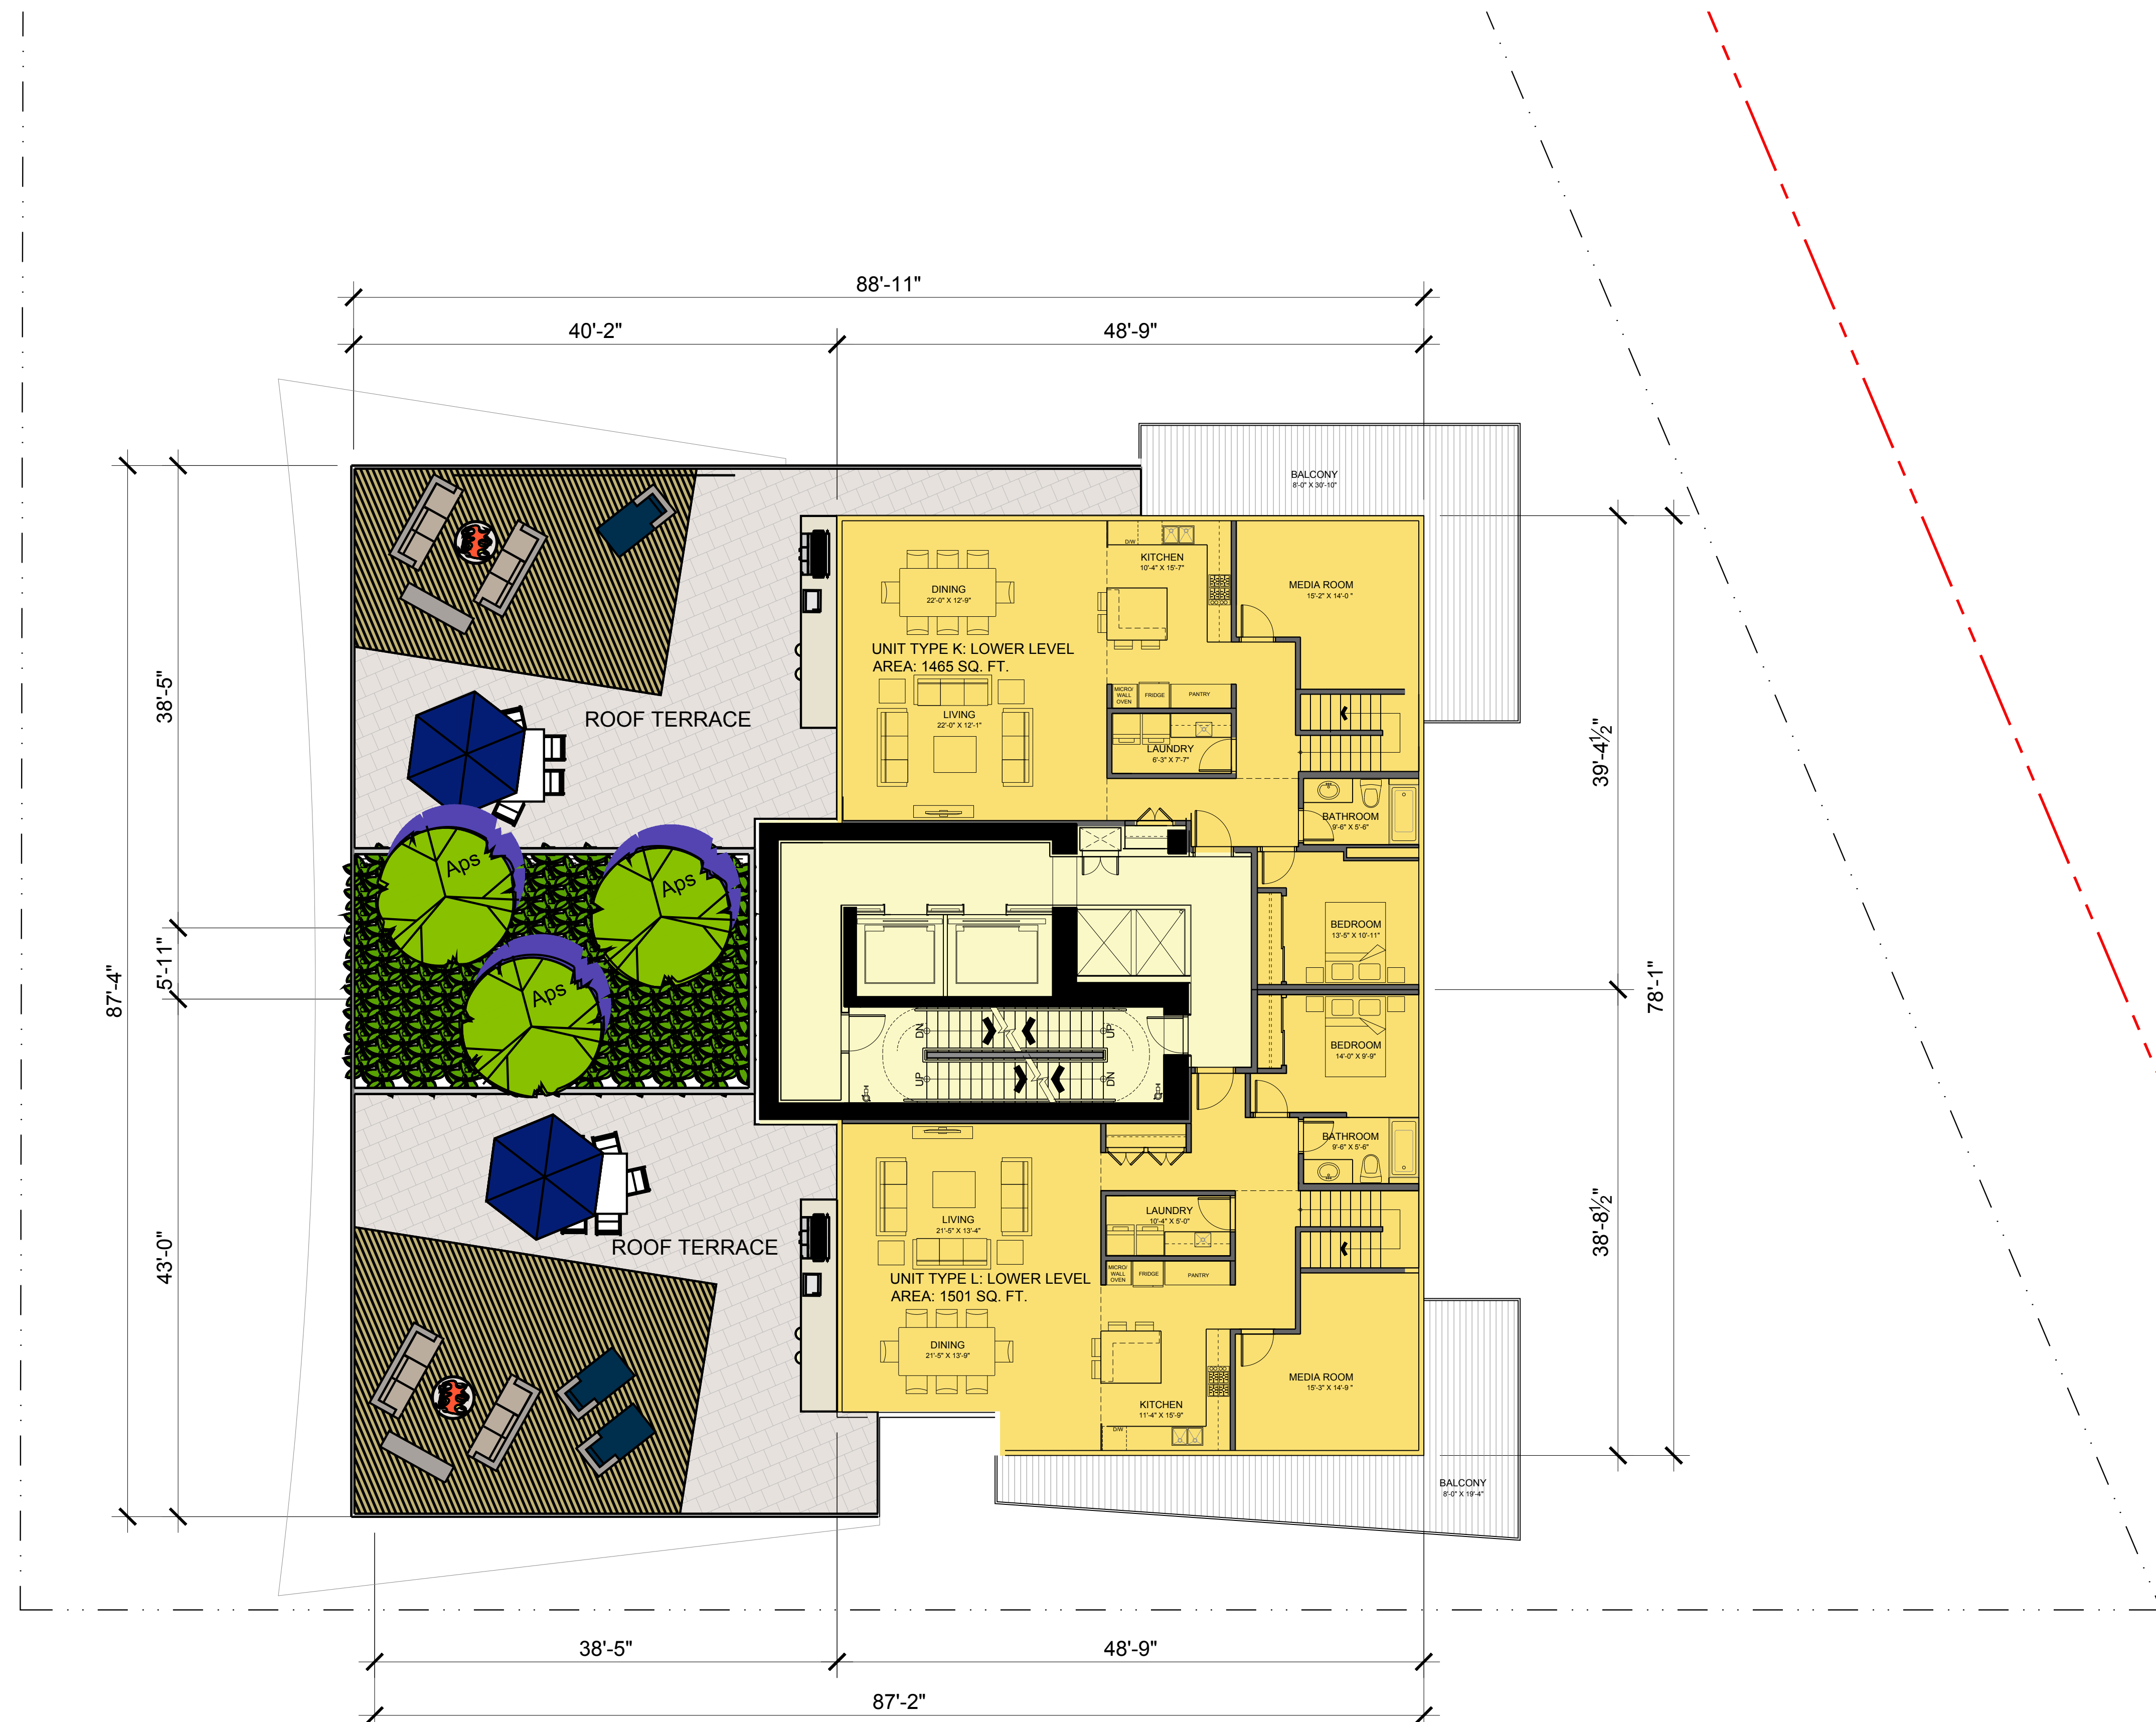 88'-11"
40'-2"
48'-9"
BALCONY
8'-0" X 30'-10"
D/W
KITCHEN
10'-4" X 15'-7"
DINING
22'-0" X 12'-9"
MEDIA ROOM
15'-2" X 14'-0 "
UNIT TYPE K: LOWER LEVEL
AREA: 1465 SQ. FT.
38'-5"
ROOF TERRACE
MICRO/
WALL
OVEN
FRIDGE
PANTRY
LIVING
22'-0" X 12'-1"
LAUNDRY
6'-3" X 7'-7"
39'-4½"
BATHROOM
9'-6" X 5'-6"
Aps
Aps
Aps
BEDROOM
13'-5" X 10'-11"
5'-11"
87'-4"
78'-1"
DN
UP
BEDROOM
14'-0" X 9'-9"
UP
DN
BATHROOM
9'-6" X 5'-6"
LAUNDRY
10'-4" X 5'-0"
LIVING
21'-5" X 13'-4"
38'-8½"
43'-0"
ROOF TERRACE
MICRO/
WALL
OVEN
FRIDGE
PANTRY
UNIT TYPE L: LOWER LEVEL
AREA: 1501 SQ. FT.
DINING
21'-5" X 13'-9"
MEDIA ROOM
15'-3" X 14'-9 "
KITCHEN
11'-4" X 15'-9"
D/W
BALCONY
8'-0" X 19'-4"
38'-5"
48'-9"
87'-2"